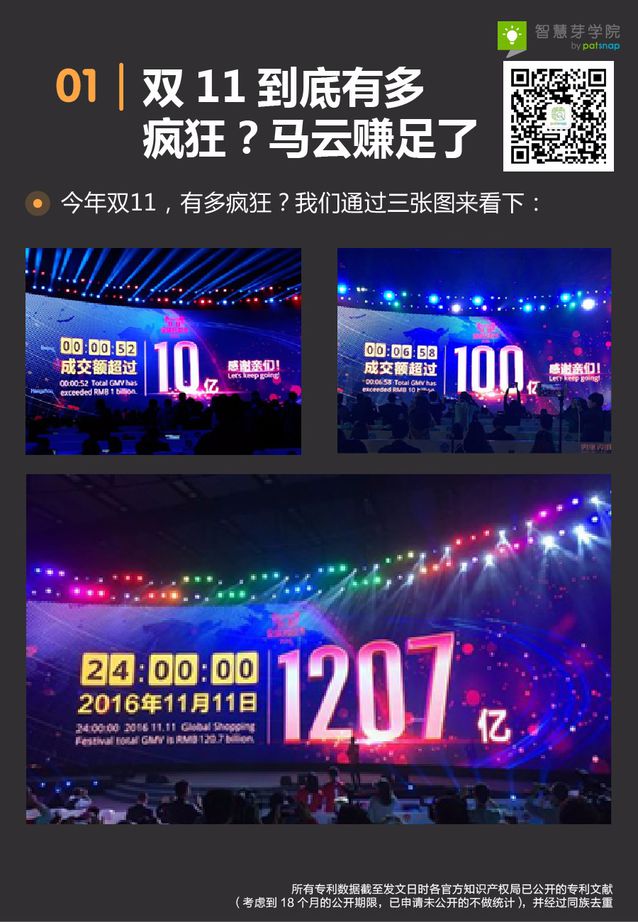 智慧芽学院
by patsnap
01
双 11 到底有多
疯狂？马云赚足了
今年双11，有多疯狂？我们通过三张图来看下：
00:00:52
成交额超过
00:00:52 Total GMV has
exceeded RMB 1 billion.
10亿
感谢亲们！
Let's keep going!
Hangzhou
00:06:58
成交额超过
00:06:58 Total GMV has
exceeded RMB 10 billion.
100亿
感谢亲们！
Let's keep going!
24:00:00
2016年11月11日
24:00:00 2016 11.11 Global Shopping
Festival total GMV is RMB 120.7 billion.
1207亿
所有专利数据截至发文日时各官方知识产权局已公开的专利文献
（考虑到 18 个月的公开期限，已申请未公开的不做统计），并经过同族去重